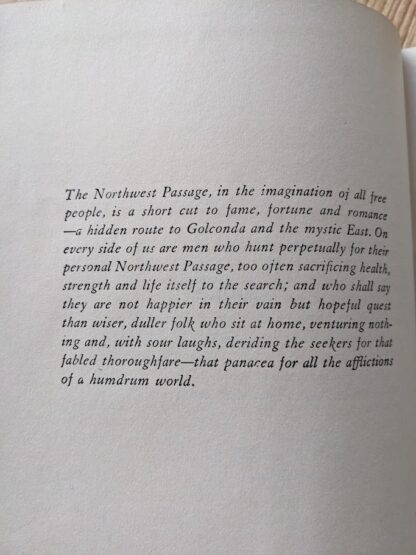 The Northwest Passage, in the imagination of all free
people, is a short cut to fame, fortune and romance
—a hidden route to Golconda and the mystic East. On
every side of us are men who hunt perpetually for their
personal Northwest Passage, too often sacrificing health,
strength and life itself to the search; and who shall say
they are not happier in their vain but hopeful quest
than wiser, duller folk who sit at home, venturing noth-
ing and, with sour laughs, deriding the seekers for that
fabled thoroughfare—that panacea for all the afflictions
of a humdrum world.